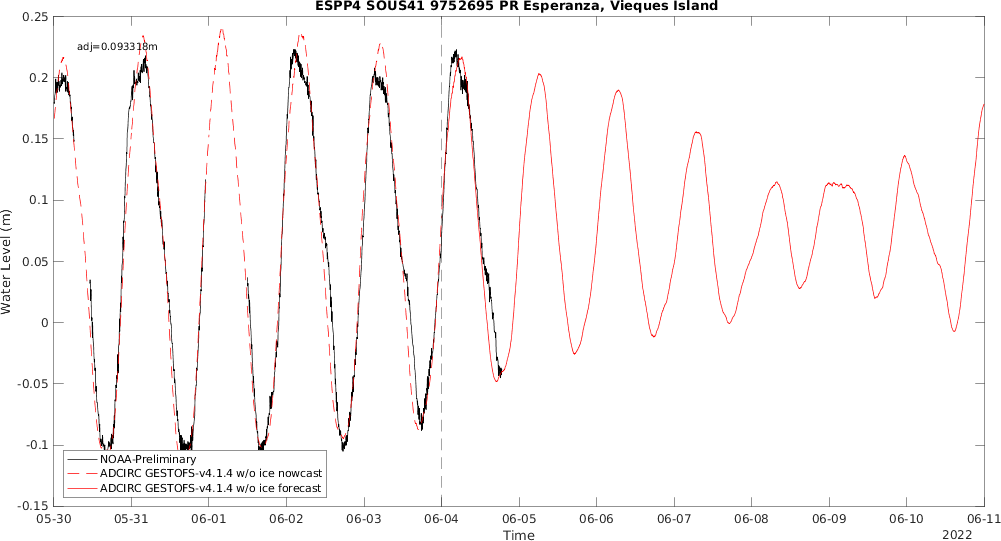 ESPP4 SOUS41 9752695 PR Esperanza, Vieques Island
0.25
0.2
0.15
0.1
0.05
0
-0.05
-0.1
-0.15
Water Level (m)
adj=0.093318m
NOAA-Preliminary
ADCIRC GESTOFS-v4.1.4 w/o ice nowcast
ADCIRC GESTOFS-v4.1.4 w/o ice forecast
05-30 05-31 06-01 06-02 06-03 06-04 06-05 06-06 06-07 06-08 06-09 06-10 06-11
Time
2022